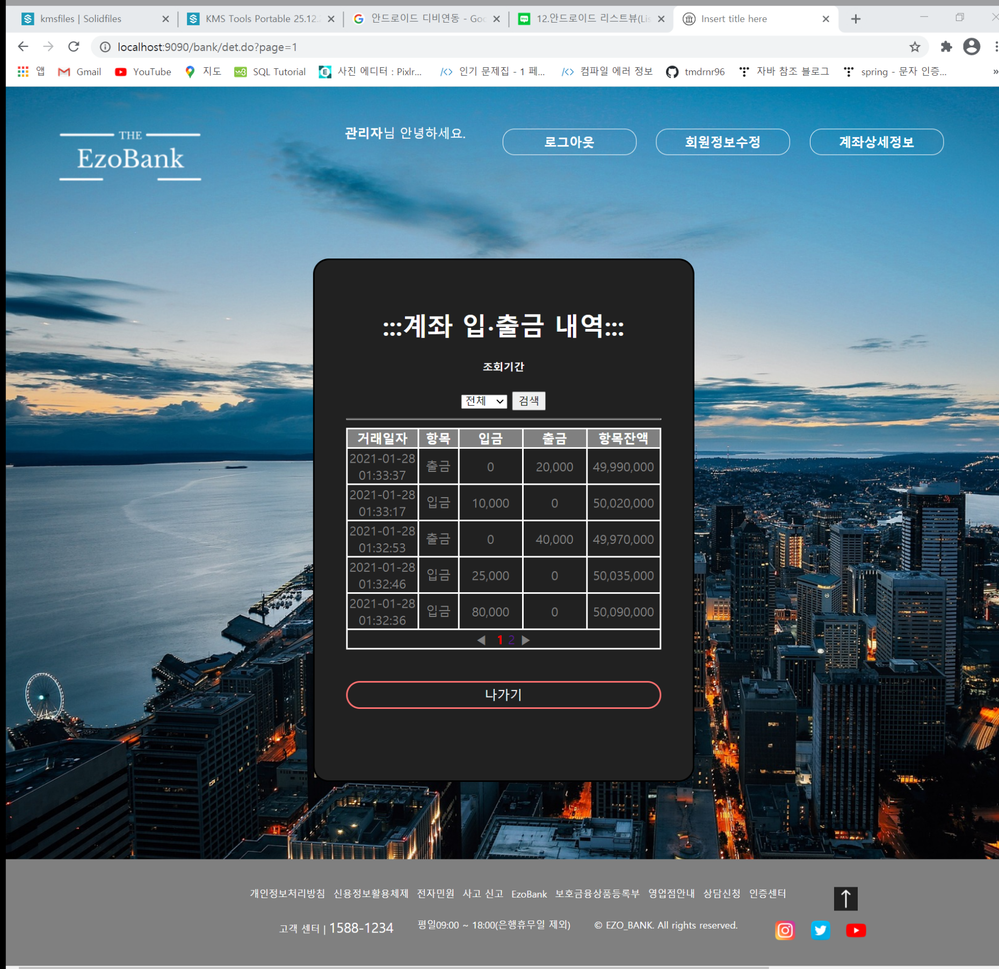 kmsfiles | Solidfiles
KMS Tools Portable 25.12.
안드로이드 디비연동 - Goo
12.안드로이드 리스트뷰(Lis
Insert title here
localhost:9090/bank/det.do?page=1
앱 Gmail YouTube 지도 SQL Tutorial 사진 에디터 : Pixlr... 인기 문제집 - 1 페... 컴파일 에러 정보 tmdrnr96 자바 참조 블로그 spring - 문자 인증... »
THE
EzoBank
관리자님 안녕하세요.
로그아웃
회원정보수정
계좌상세정보
:::계좌 입·출금 내역:::
조회기간
전체 검색
거래일자 항목 입금 출금 항목잔액
2021-01-28
01:33:37 출금 0 20,000 49,990,000
2021-01-28
01:33:17 입금 10,000 0 50,020,000
2021-01-28
01:32:53 출금 0 40,000 49,970,000
2021-01-28
01:32:46 입금 25,000 0 50,035,000
2021-01-28
01:32:36 입금 80,000 0 50,090,000
◀ 1 2 ▶
나가기
개인정보처리방침 신용정보활용체제 전자민원 사고 신고 EzoBank 보호금융상품등록부 영업점안내 상담신청 인증센터
고객 센터 | 1588-1234 평일09:00 ~ 18:00(은행휴무일 제외) © EZO_BANK. All rights reserved.